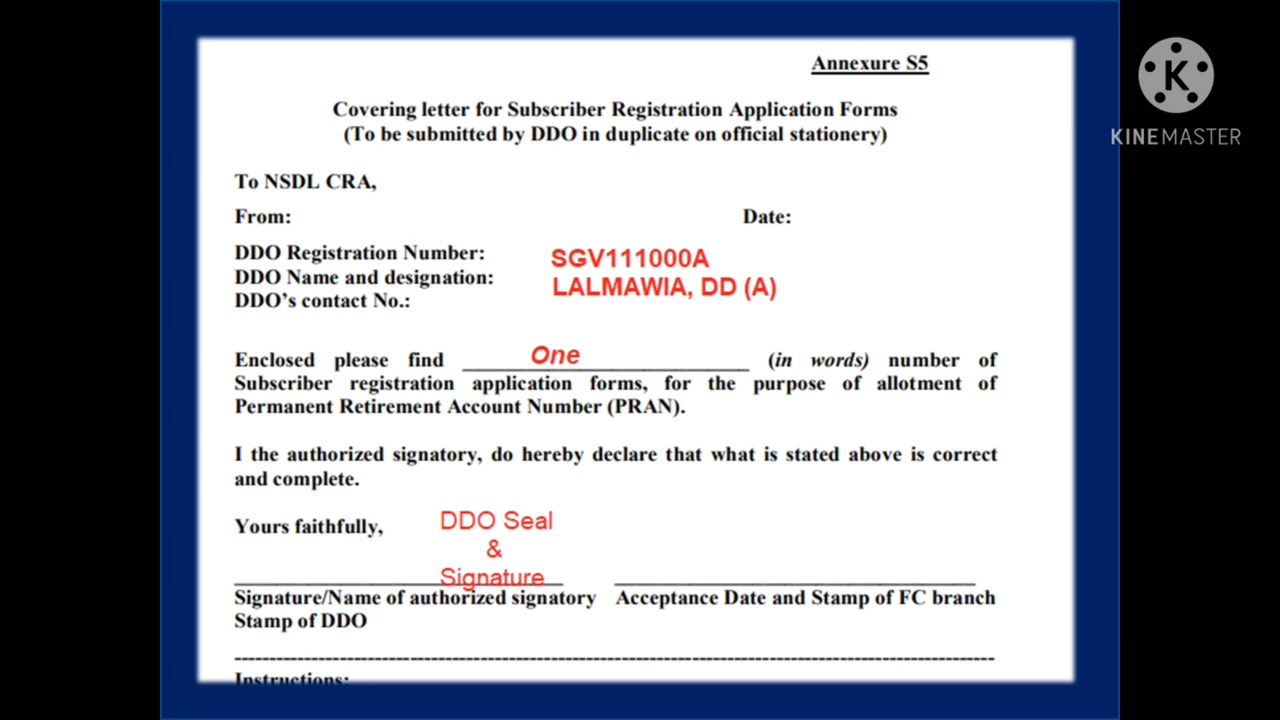 Annexure S5
K
KINEMASTER
Covering letter for Subscriber Registration Application Forms
(To be submitted by DDO in duplicate on official stationery)
To NSDL CRA,
From: Date:
DDO Registration Number: SGV111000A
DDO Name and designation: LALMAWIA, DD (A)
DDO’s contact No.:
Enclosed please find One (in words) number of
Subscriber registration application forms, for the purpose of allotment of
Permanent Retirement Account Number (PRAN).
I the authorized signatory, do hereby declare that what is stated above is correct
and complete.
Yours faithfully,
DDO Seal
&
Signature
Signature/Name of authorized signatory Acceptance Date and Stamp of FC branch
Stamp of DDO
Instructions: